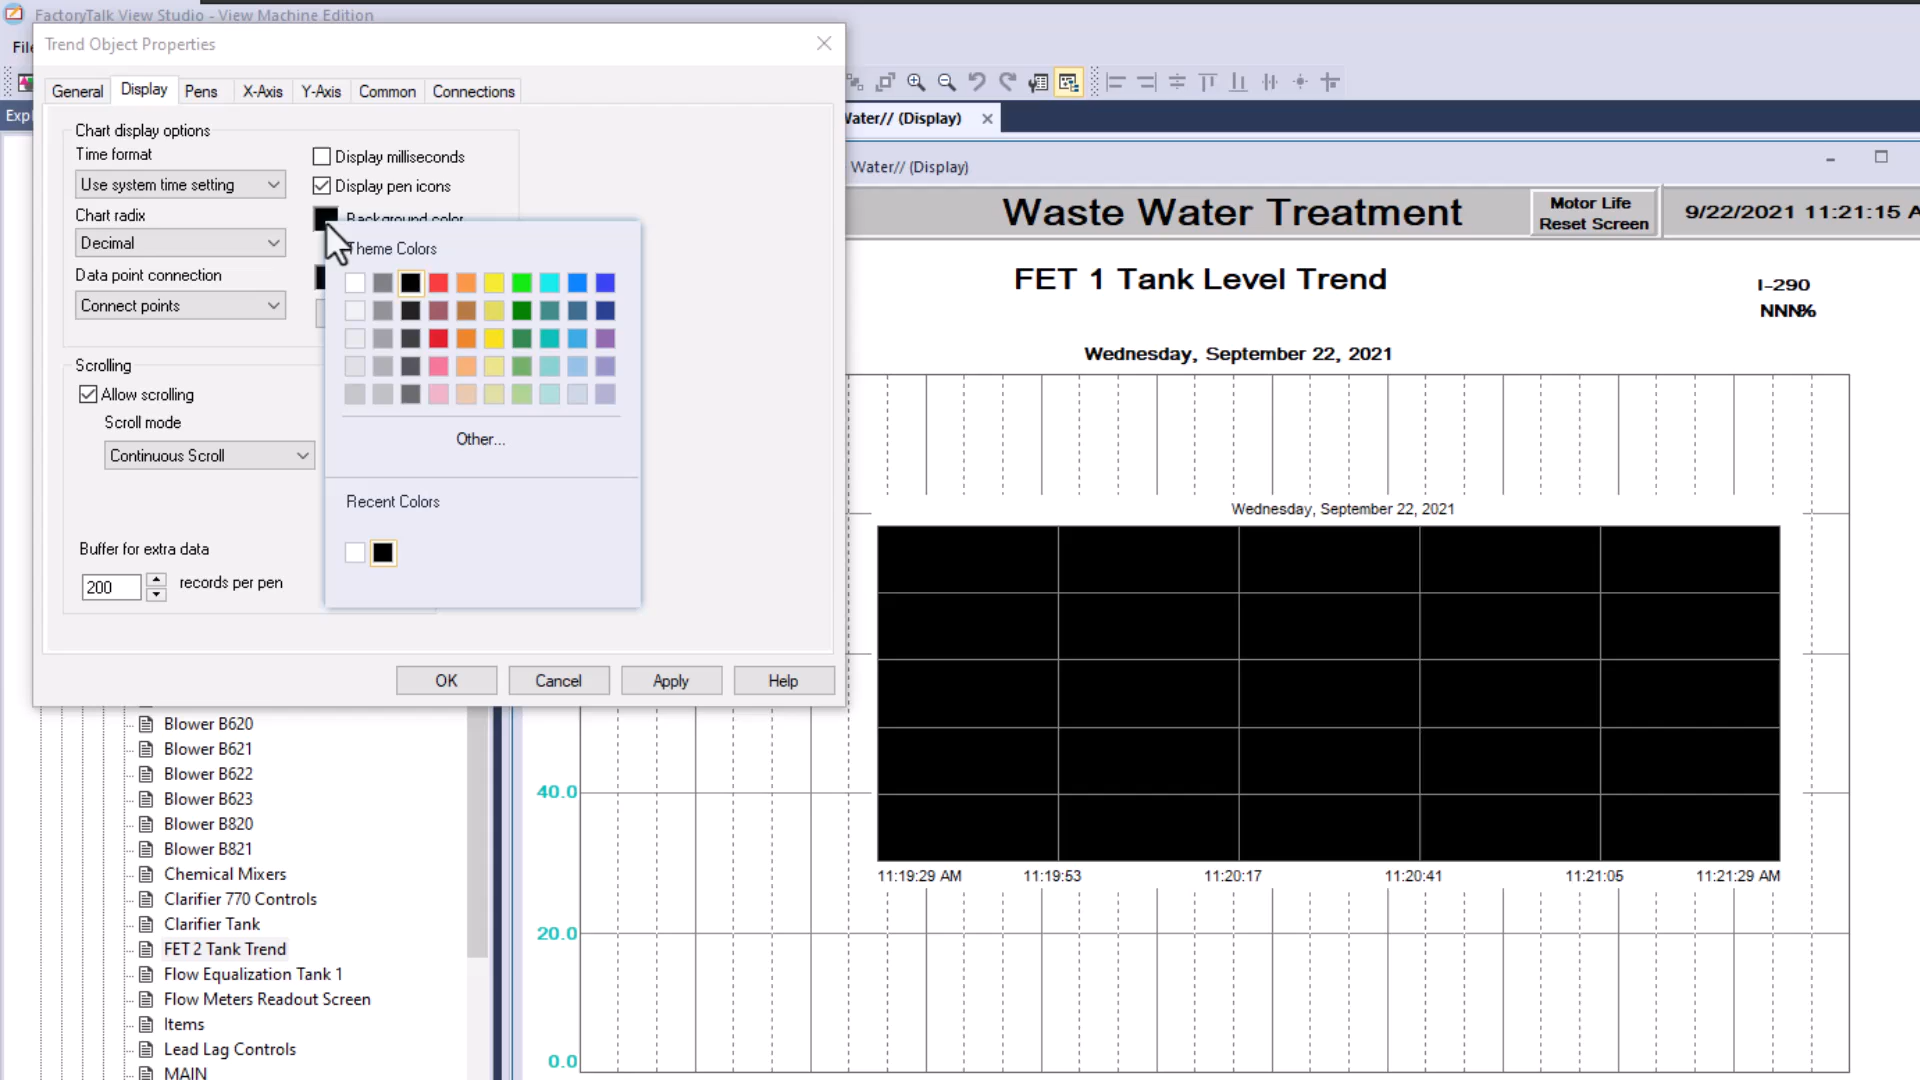 FactoryTalk View Studio - View Machine Edition
Trend Object Properties
General Display Pens X-Axis Y-Axis Common Connections
Chart display options
Time format
Use system time setting
Chart radix
Decimal
Data point connection
Connect points
Display milliseconds
Display pen icons
Background color
Theme Colors
Other...
Recent Colors
Scrolling
Allow scrolling
Scroll mode
Continuous Scroll
Buffer for extra data
200 records per pen
OK Cancel Apply Help
Water// (Display)
Water// (Display)
Waste Water Treatment
Motor Life
Reset Screen
9/22/2021 11:21:15 A
FET 1 Tank Level Trend
I-290
NNN%
Wednesday, September 22, 2021
Wednesday, September 22, 2021
11:19:29 AM 11:19:53 11:20:17 11:20:41 11:21:05 11:21:29 AM
40.0
20.0
0.0
Blower B620
Blower B621
Blower B622
Blower B623
Blower B820
Blower B821
Chemical Mixers
Clarifier 770 Controls
Clarifier Tank
FET 2 Tank Trend
Flow Equalization Tank 1
Flow Meters Readout Screen
Items
Lead Lag Controls
MAIN